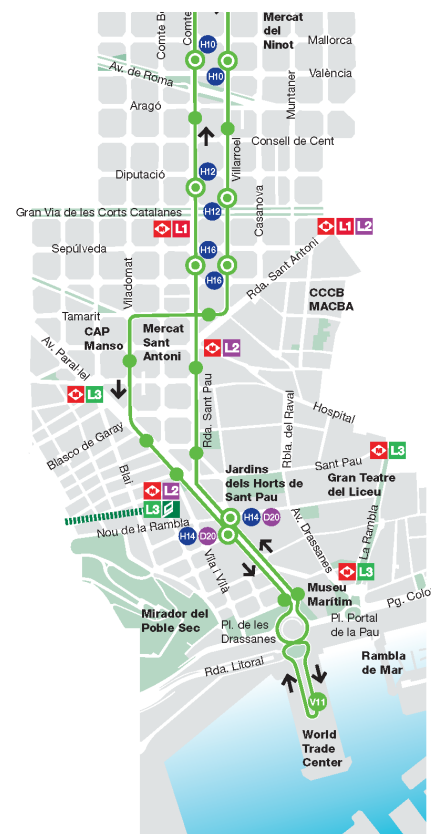 Comte
Mercat
del
Ninot
Mallorca
H10
Av. de Roma
H10
València
Aragó
Muntaner
Consell de Cent
Villarroel
Diputació
H12
Gran Via de les Corts Catalanes
H12
Casanova
L1
L1 L2
Sepúlveda
H16
H16
Rda. Sant Antoni
Viladomat
CCCB
MACBA
Tamarit
CAP
Manso
Mercat
Sant
Antoni
L2
Av. Paral·lel
L3
Rda. Sant Pau
Rbla. del Raval
Hospital
Blasco de Garay
Blai
L3
Sant Pau
Jardins
dels Horts de
Sant Pau
Gran Teatre
del Liceu
L2
L3
H14 D20
Nou de la Rambla
H14 D20
Av. Drassanes
La Rambla
Vila i Vilà
L3
Museu
Marítim
Mirador del
Poble Sec
Pl. de les
Drassanes
Pl. Portal
de la Pau
Pg. Colo
Rda. Litoral
Rambla
de Mar
V11
World
Trade
Center